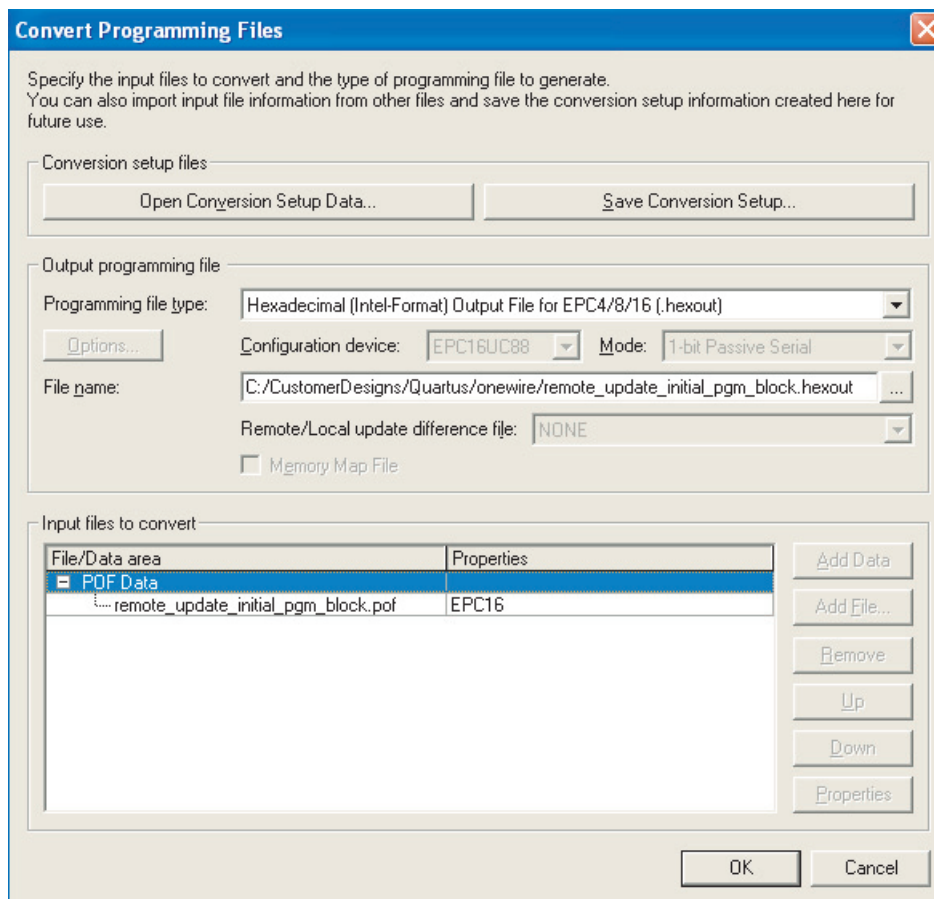 Convert Programming Files
Specify the input files to convert and the type of programming file to generate.
You can also import input file information from other files and save the conversion setup information created here for
future use.
Conversion setup files
Open Conversion Setup Data...
Save Conversion Setup...
Output programming file
Programming file type:
Hexadecimal (Intel-Format) Output File for EPC4/8/16 (.hexout)
Options...
Configuration device:
EPC16UC88
Mode:
1-bit Passive Serial
File name:
C:/CustomerDesigns/Quartus/onewire/remote_update_initial_pgm_block.hexout
...
Remote/Local update difference file:
NONE
Memory Map File
Input files to convert
File/Data area
Properties
POF Data
remote_update_initial_pgm_block.pof
EPC16
Add Data
Add File...
Remove
Up
Down
Properties
OK
Cancel